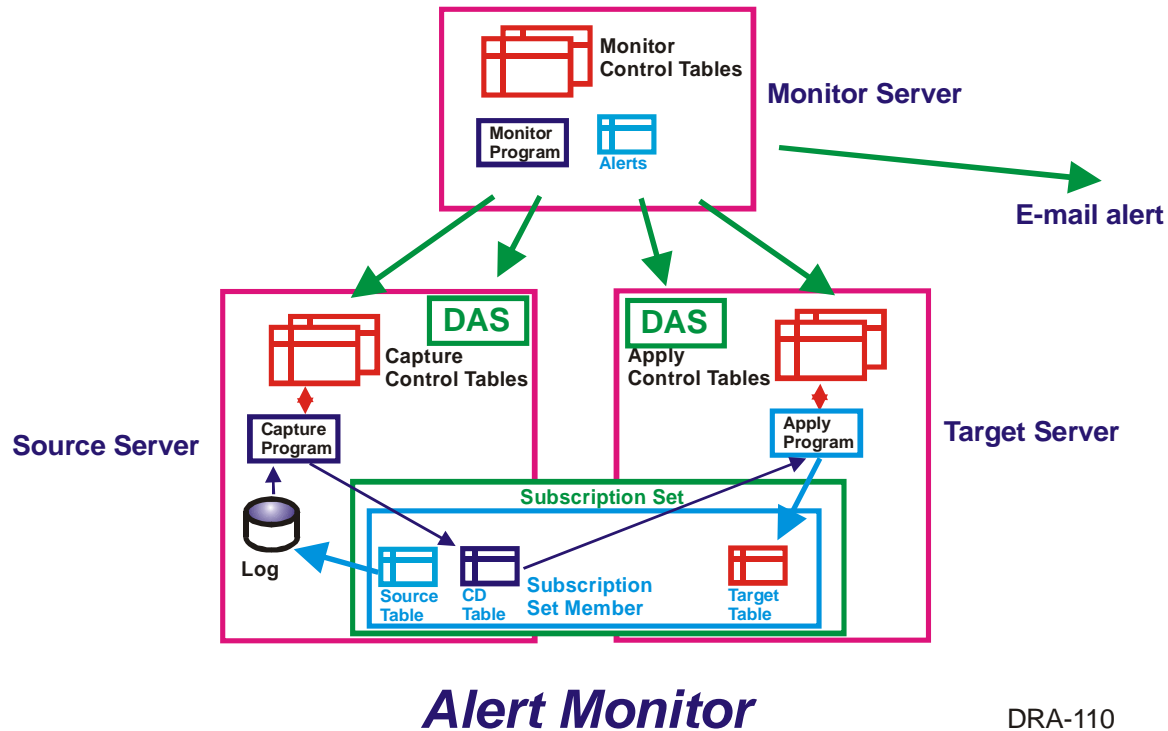 Monitor
Control Tables
Monitor Server
Monitor
Program
Alerts
E-mail alert
DAS
DAS
Capture
Control Tables
Apply
Control Tables
Source Server
Capture
Program
Apply
Program
Target Server
Subscription Set
Log
Source
Table
CD
Table
Subscription
Set Member
Target
Table
Alert Monitor
DRA-110